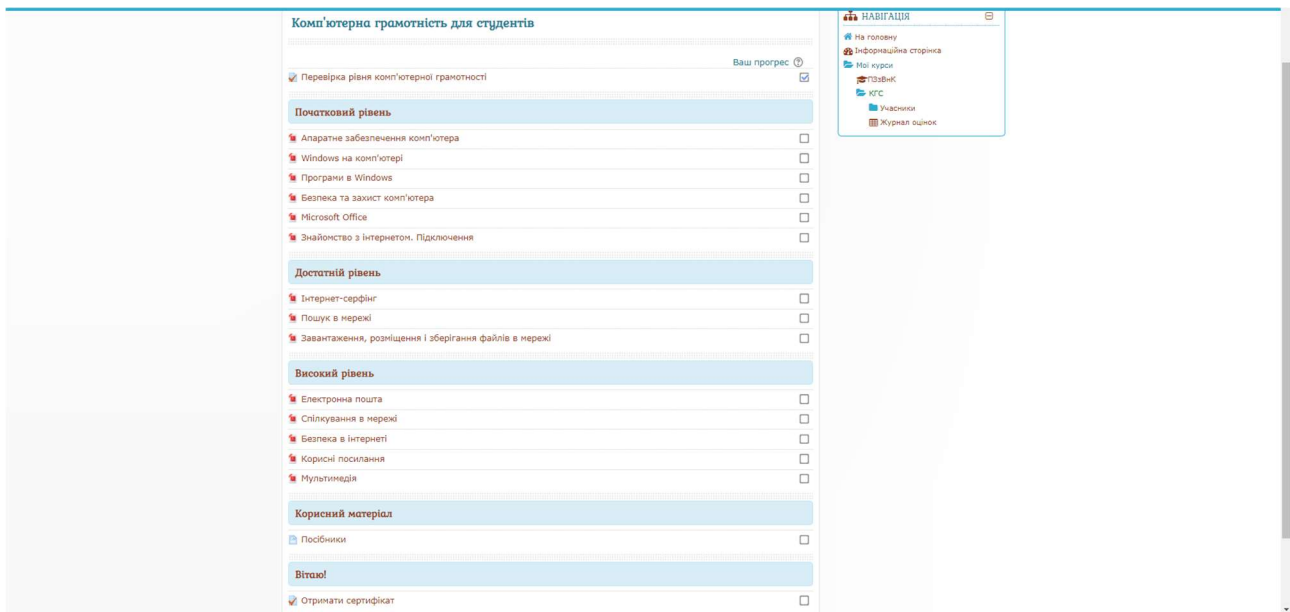 Комп'ютерна грамотність для студентів
Ваш прогрес
Перевірка рівня комп'ютерної грамотності
Початковий рівень
Апаратне забезпечення комп'ютера
Windows на комп'ютері
Програми в Windows
Безпека та захист комп'ютера
Microsoft Office
Знайомство з інтернетом. Підключення
Достатній рівень
Інтернет-серфінг
Пошук в мережі
Завантаження, розміщення і зберігання файлів в мережі
Високий рівень
Електронна пошта
Спілкування в мережі
Безпека в інтернеті
Корисні посилання
Мультимедія
Корисний матеріал
Посібники
Вітаю!
Отримати сертифікат
НАВІГАЦІЯ
На головну
Інформаційна сторінка
Мої курси
ПЗзВнК
КГС
Учасники
Журнал оцінок